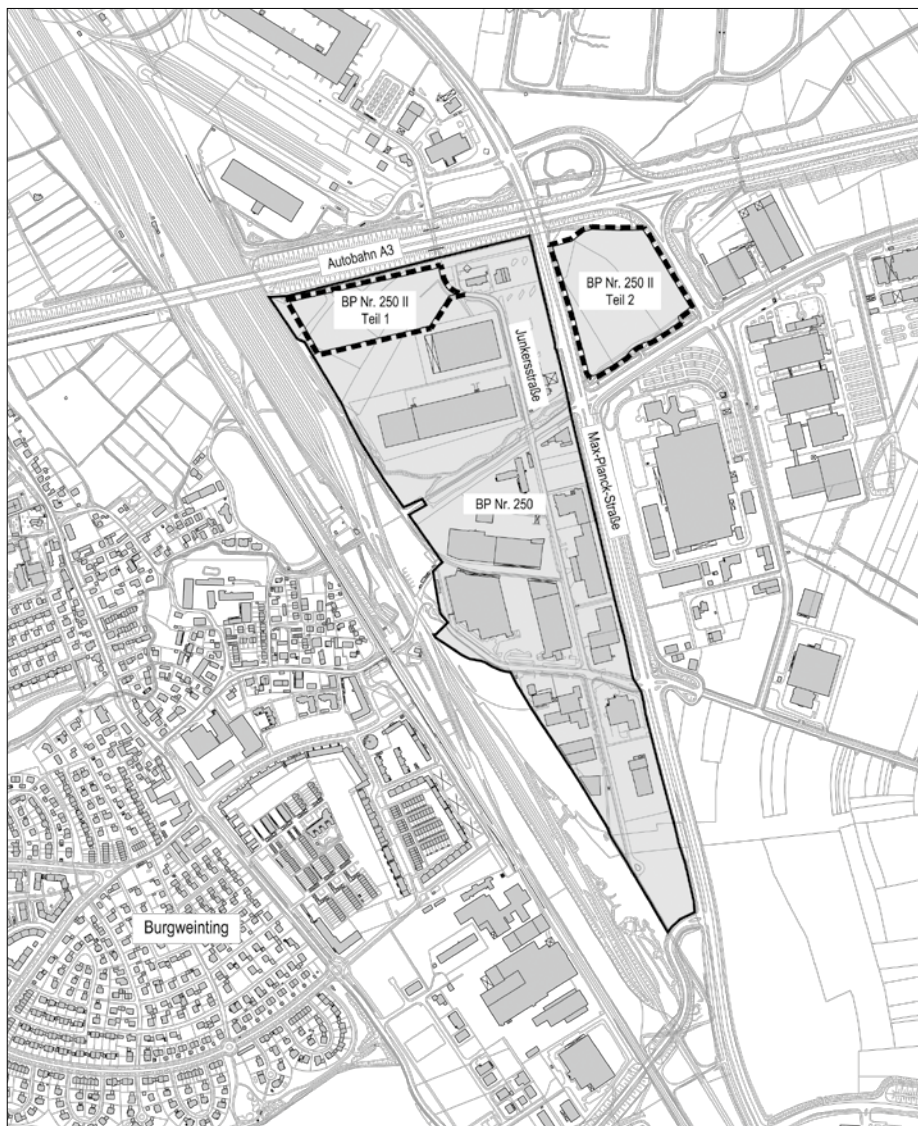 Autobahn A3
BP Nr. 250 II
Teil 1
BP Nr. 250 II
Teil 2
Junkersstraße
Max-Planck-Straße
BP Nr. 250
Burgweinting